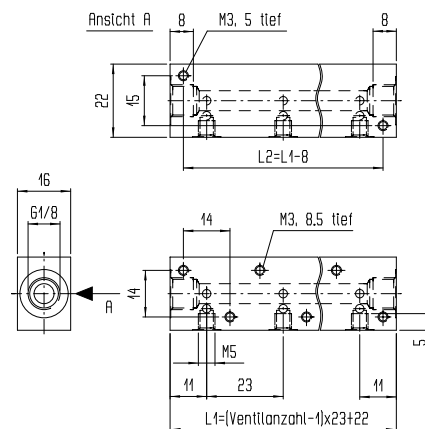 Ansicht A
8
M3, 5 tief
8
22
15
L2=L1-8
16
G1/8
14
M3, 8.5 tief
14
A
M5
5
11
23
11
L1=(Ventilanzahl-1)x23+22